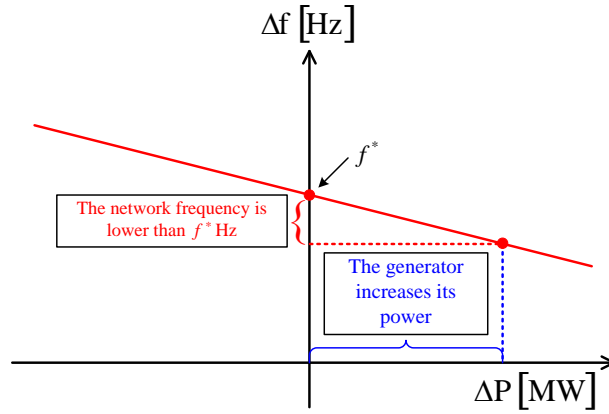 Δf [Hz]
f*
The network frequency is
lower than f* Hz
The generator
increases its
power
ΔP [MW]